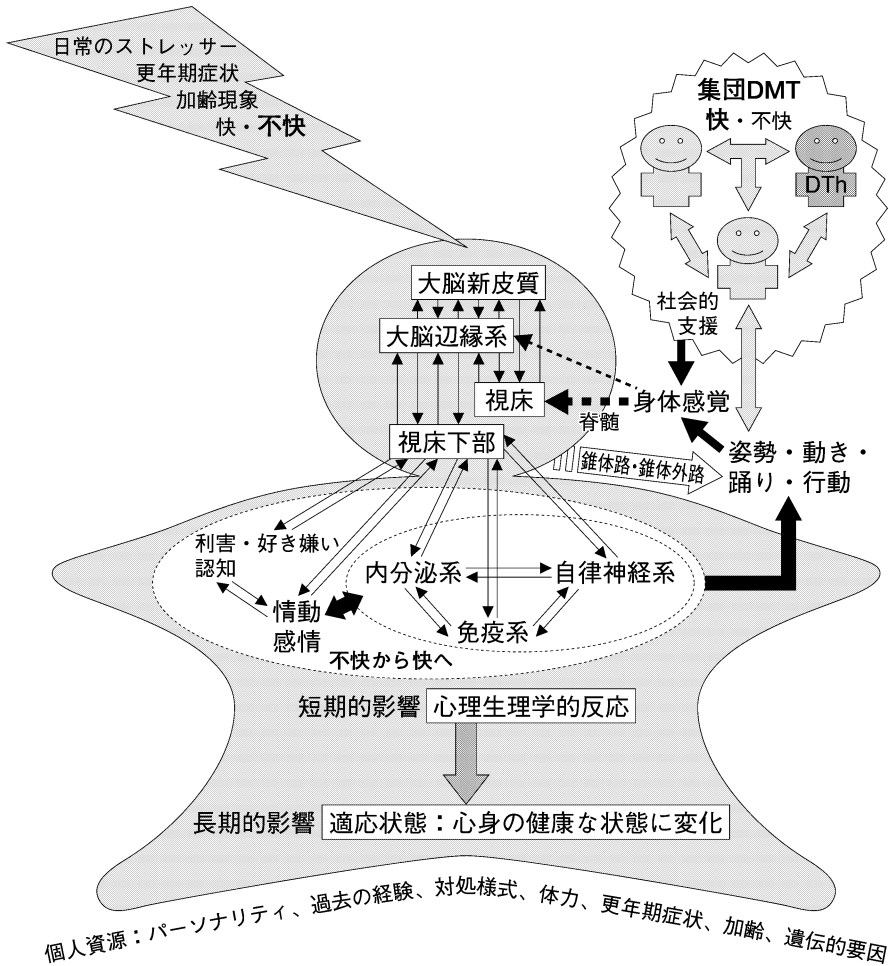 日常のストレッサー
更年期症状
加齢現象
快・不快
集団DMT
快・不快
DTh
社会的
支援
大脳新皮質
大脳辺縁系
視床
身体感覚
脊髄
視床下部
錐体路・錐体外路
姿勢・動き・
踊り・行動
利害・好き嫌い
認知
内分泌系
自律神経系
情動
感情
免疫系
不快から快へ
短期的影響 心理生理学的反応
長期的影響 適応状態：心身の健康な状態に変化
個人資源：パーソナリティ、過去の経験、対処様式、体力、更年期症状、加齢、遺伝的要因